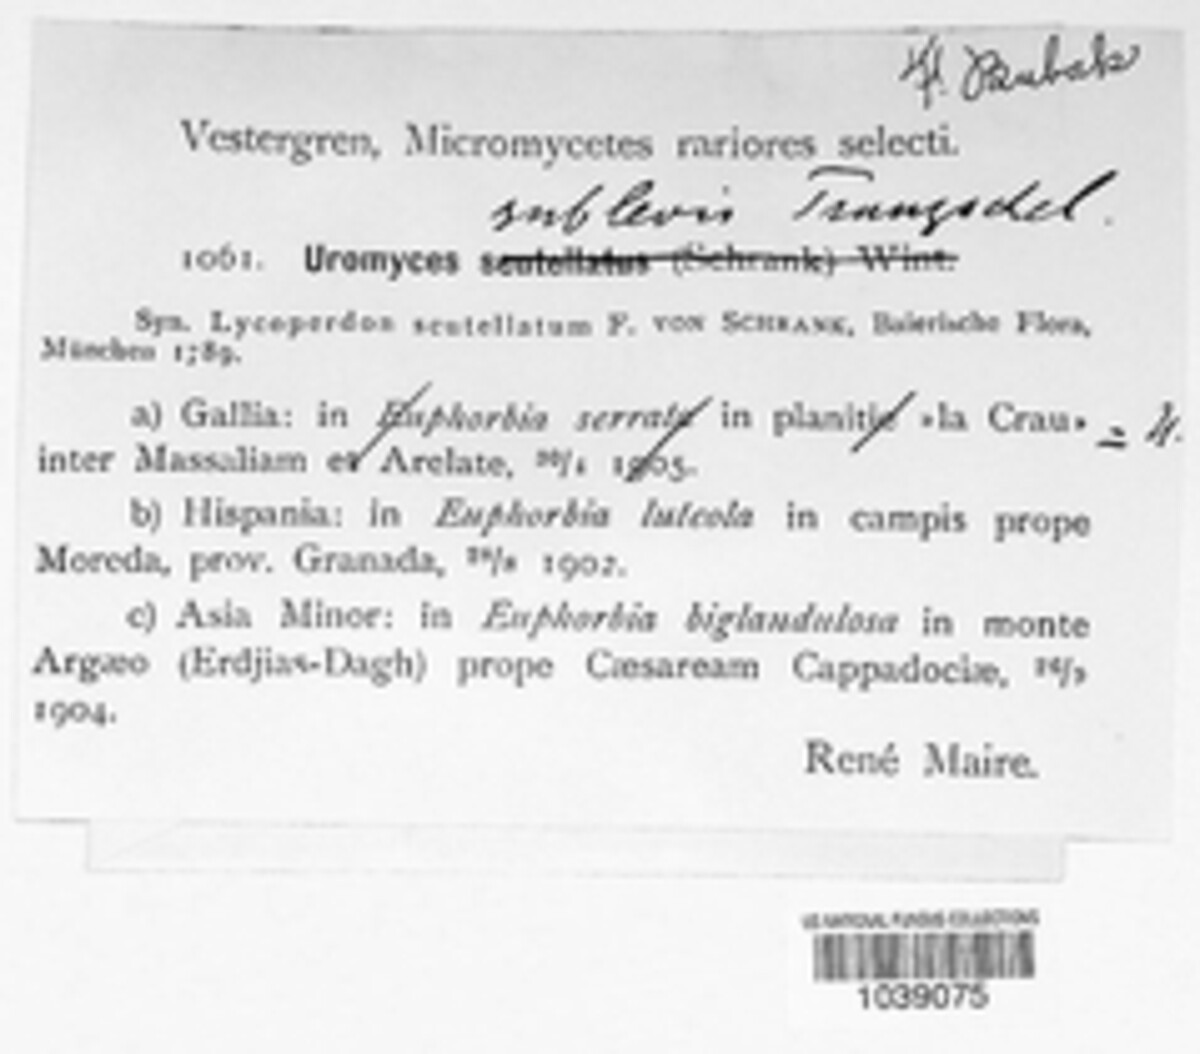 Vestergren, Micromycetes rariores selecti.
sublevis Tranzschel.
1061. Uromyces scutellatus (Schrank) Wint.
Syn. Lycoperdon scutellatum F. von Schrank, Baierische Flora,
München 1789.
a) Gallia: in Euphorbia serrata in planitie »la Crau»
inter Massaliam et Arelate, 1905.
b) Hispania: in Euphorbia luteola in campis prope
Moreda, prov. Granada, 1902.
c) Asia Minor: in Euphorbia biglandulosa in monte
Argæo (Erdjias-Dagh) prope Cæsaream Cappadociæ,
1904.
René Maire.
US NATIONAL FUNGUS COLLECTIONS
1039075